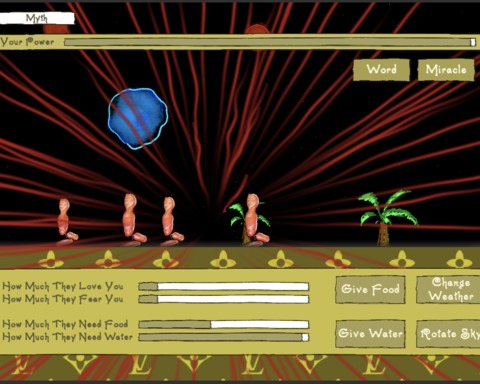 Myth
Your Power
Word
Miracle
How Much They Love You
How Much They Fear You
How Much They Need Food
How Much They Need Water
Give Food
Change
Weather
Give Water
Rotate Sky